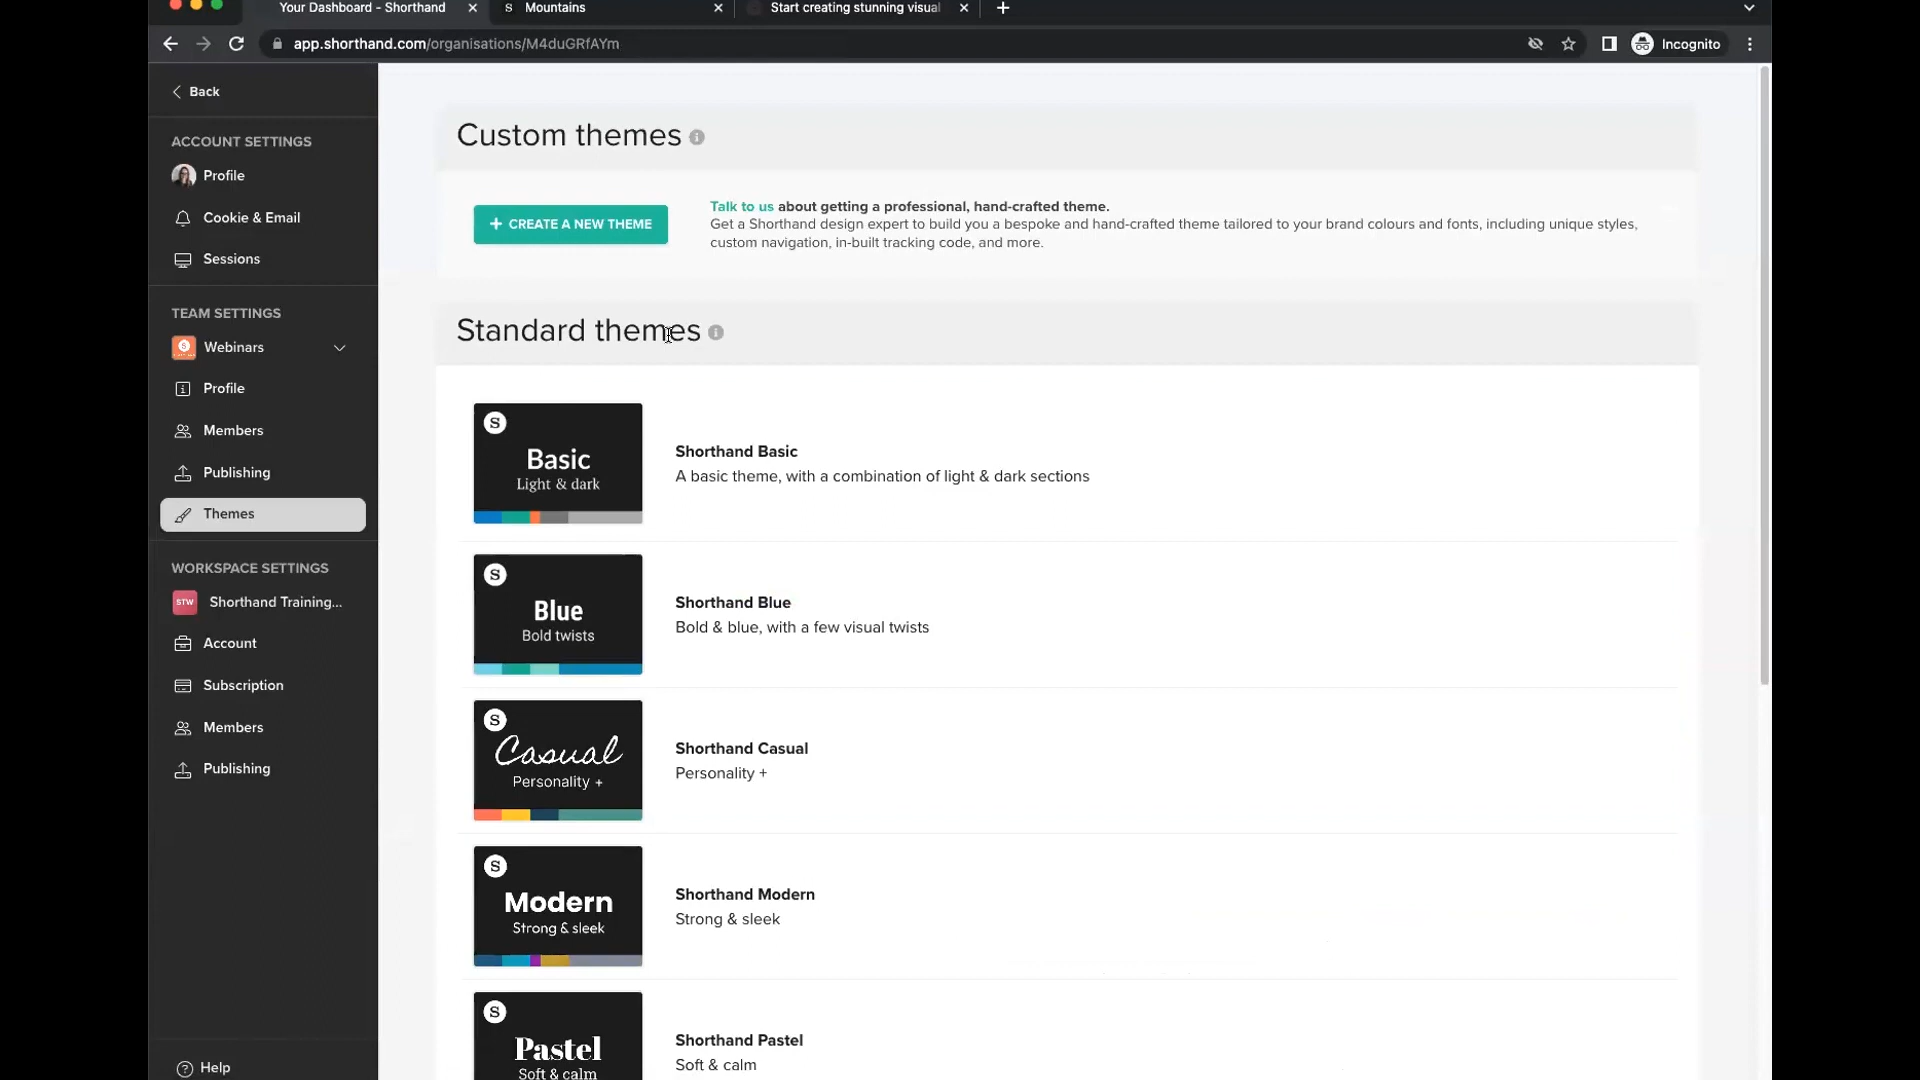 Your Dashboard - Shorthand
S Mountains
Start creating stunning visual
app.shorthand.com/organisations/M4duGRfAYm
Incognito
Back
ACCOUNT SETTINGS
Profile
Cookie & Email
Sessions
TEAM SETTINGS
Webinars
Profile
Members
Publishing
Themes
WORKSPACE SETTINGS
STW Shorthand Training...
Account
Subscription
Members
Publishing
Help
Custom themes
+ CREATE A NEW THEME
Talk to us about getting a professional, hand-crafted theme.
Get a Shorthand design expert to build you a bespoke and hand-crafted theme tailored to your brand colours and fonts, including unique styles,
custom navigation, in-built tracking code, and more.
Standard themes
S
Basic
Light & dark
Shorthand Basic
A basic theme, with a combination of light & dark sections
S
Blue
Bold twists
Shorthand Blue
Bold & blue, with a few visual twists
S
Casual
Personality +
Shorthand Casual
Personality +
S
Modern
Strong & sleek
Shorthand Modern
Strong & sleek
S
Pastel
Soft & calm
Shorthand Pastel
Soft & calm